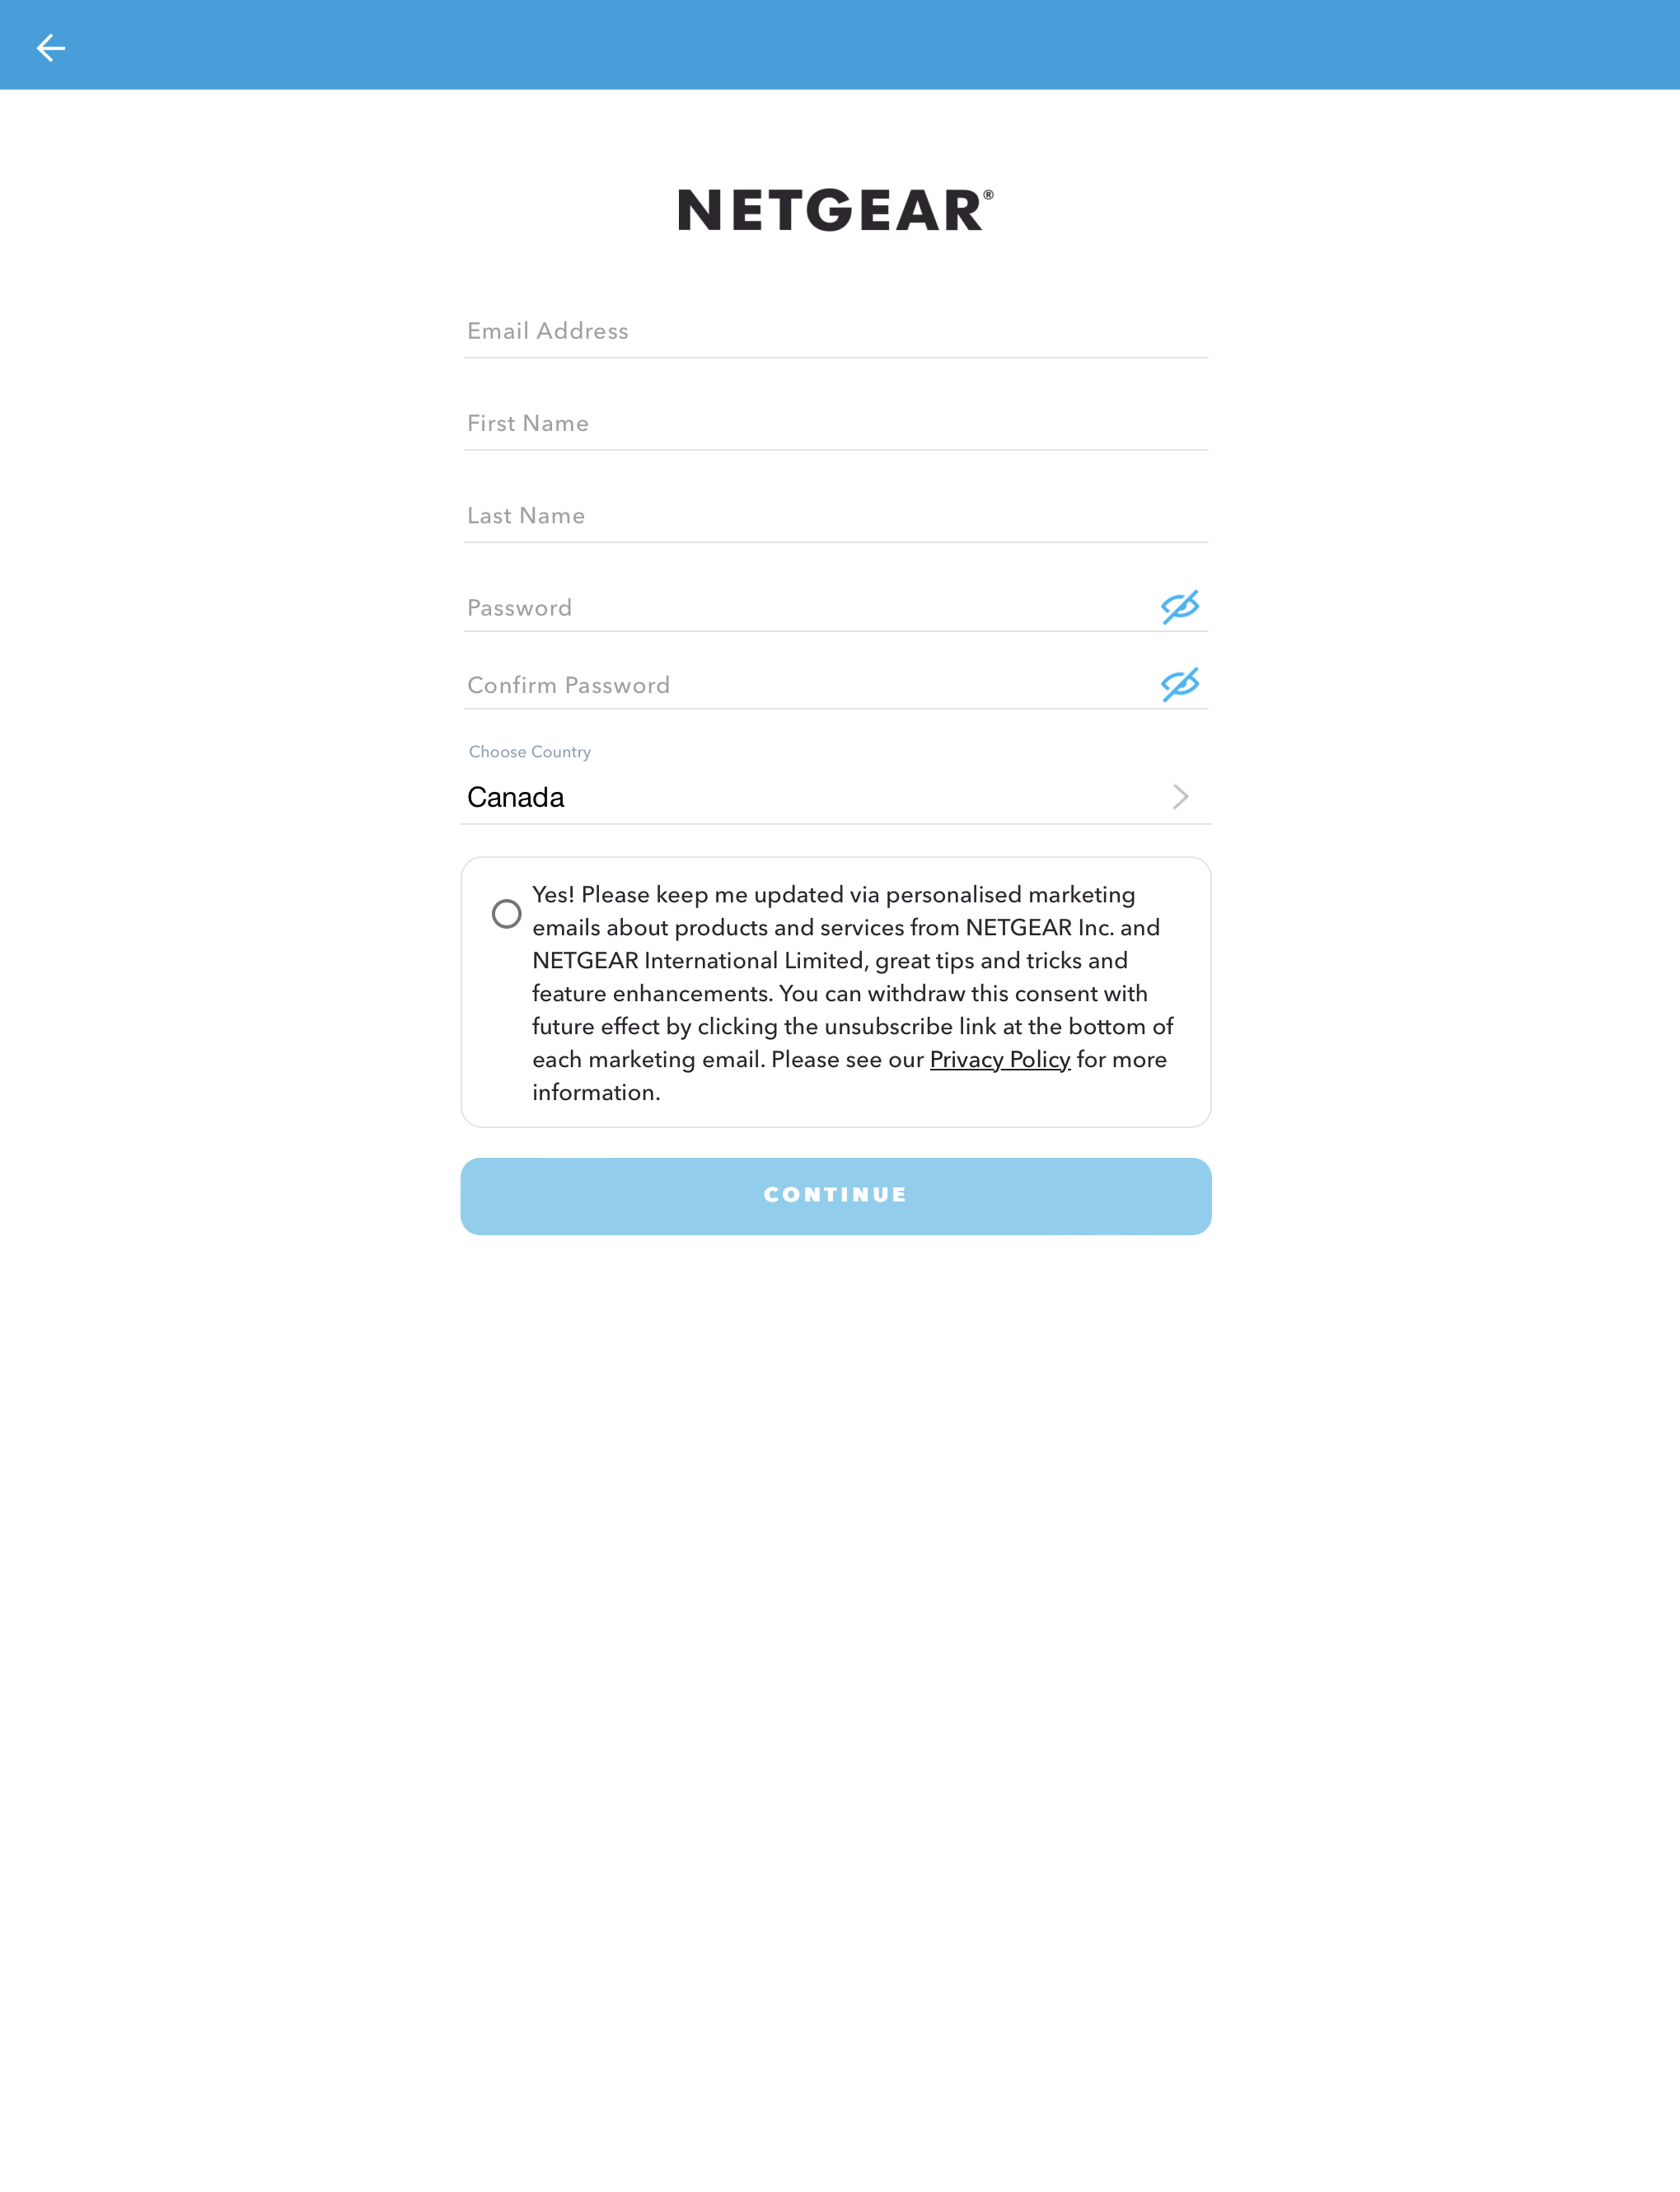 NETGEAR®
Email Address
First Name
Last Name
Password
Confirm Password
Choose Country
Canada
Yes! Please keep me updated via personalised marketing
emails about products and services from NETGEAR Inc. and
NETGEAR International Limited, great tips and tricks and
feature enhancements. You can withdraw this consent with
future effect by clicking the unsubscribe link at the bottom of
each marketing email. Please see our Privacy Policy for more
information.
CONTINUE